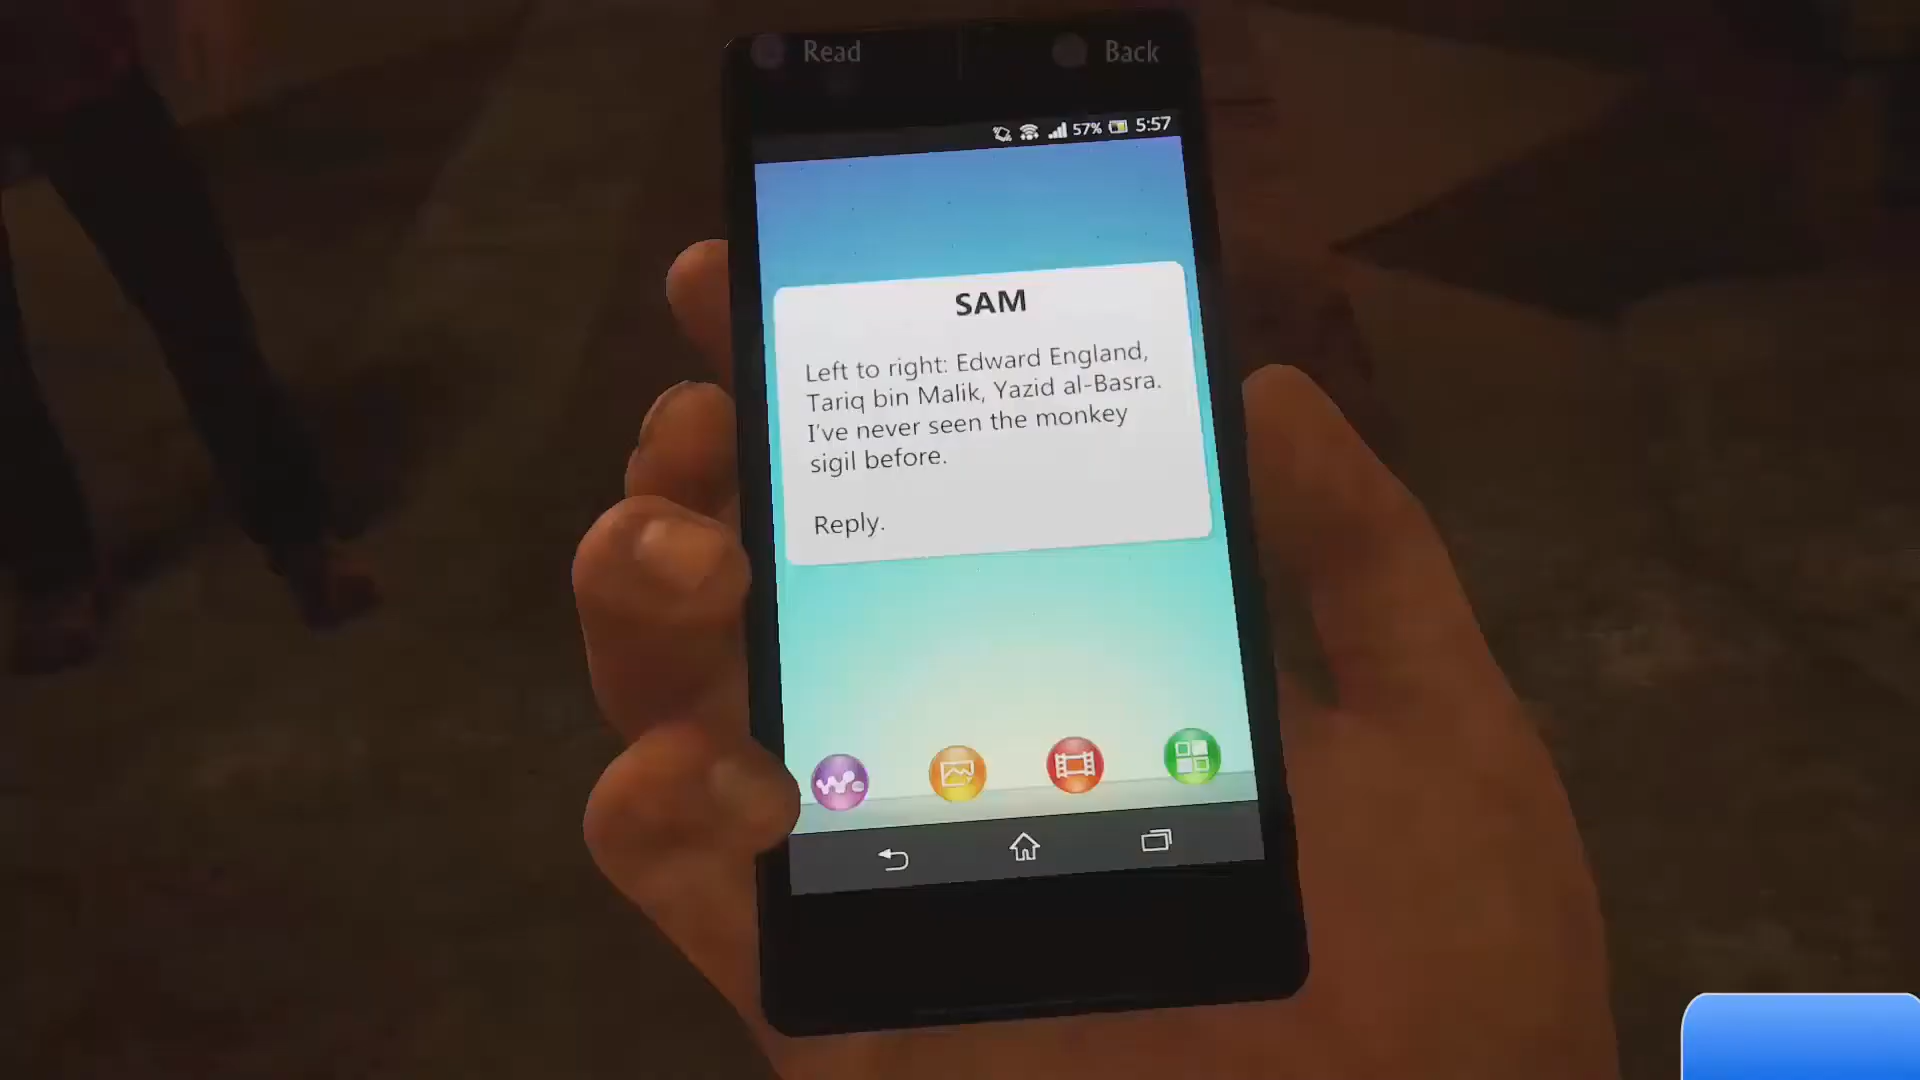 Read Back
57% 5:57
SAM
Left to right: Edward England,
Tariq bin Malik, Yazid al-Basra.
I've never seen the monkey
sigil before.
Reply.